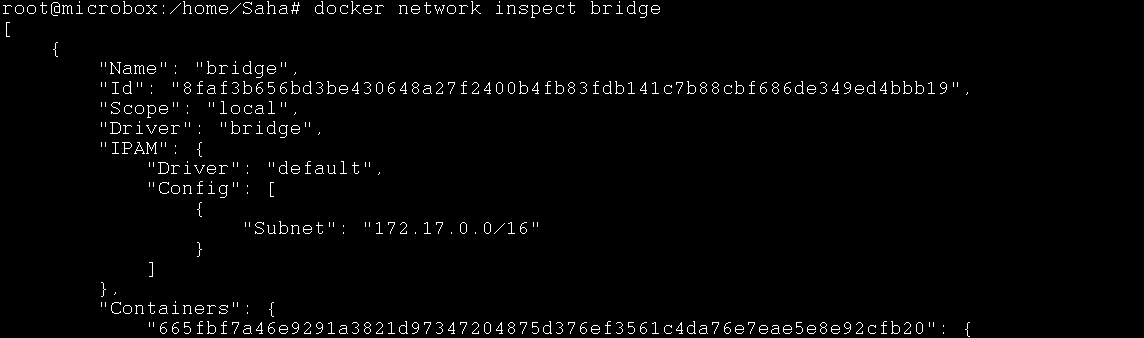 root@microbox:/home/Saha# docker network inspect bridge
[
    {
        "Name": "bridge",
        "Id": "8faf3b656bd3be430648a27f2400b4fb83fdb141c7b88cbf686de349ed4bbb19",
        "Scope": "local",
        "Driver": "bridge",
        "IPAM": {
            "Driver": "default",
            "Config": [
                {
                    "Subnet": "172.17.0.0/16"
                }
            ]
        },
        "Containers": {
            "665fbf7a46e9291a3821d97347204875d376ef3561c4da76e7eae5e8e92cfb20": {